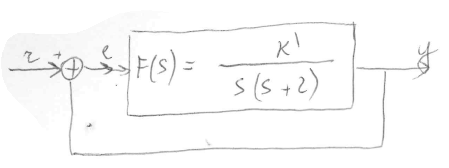 r + e F(s) = K' / s(s+2) y